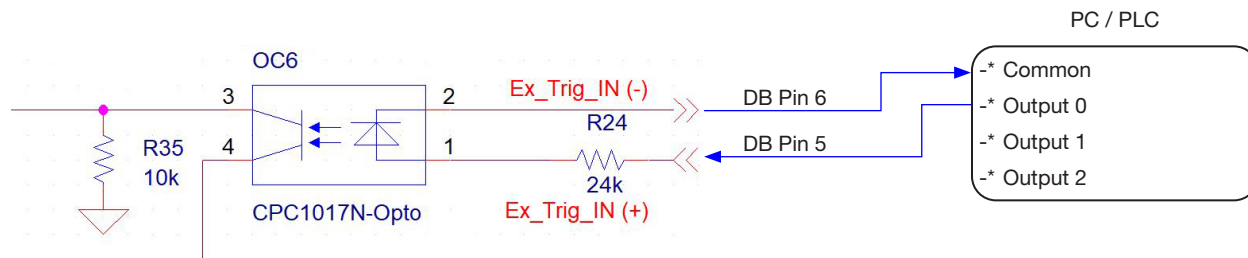 PC / PLC
OC6
3
2
Ex_Trig_IN (-)
DB Pin 6
-* Common
R24
-* Output 0
R35
10k
4
1
24k
DB Pin 5
-* Output 1
-* Output 2
CPC1017N-Opto
Ex_Trig_IN (+)